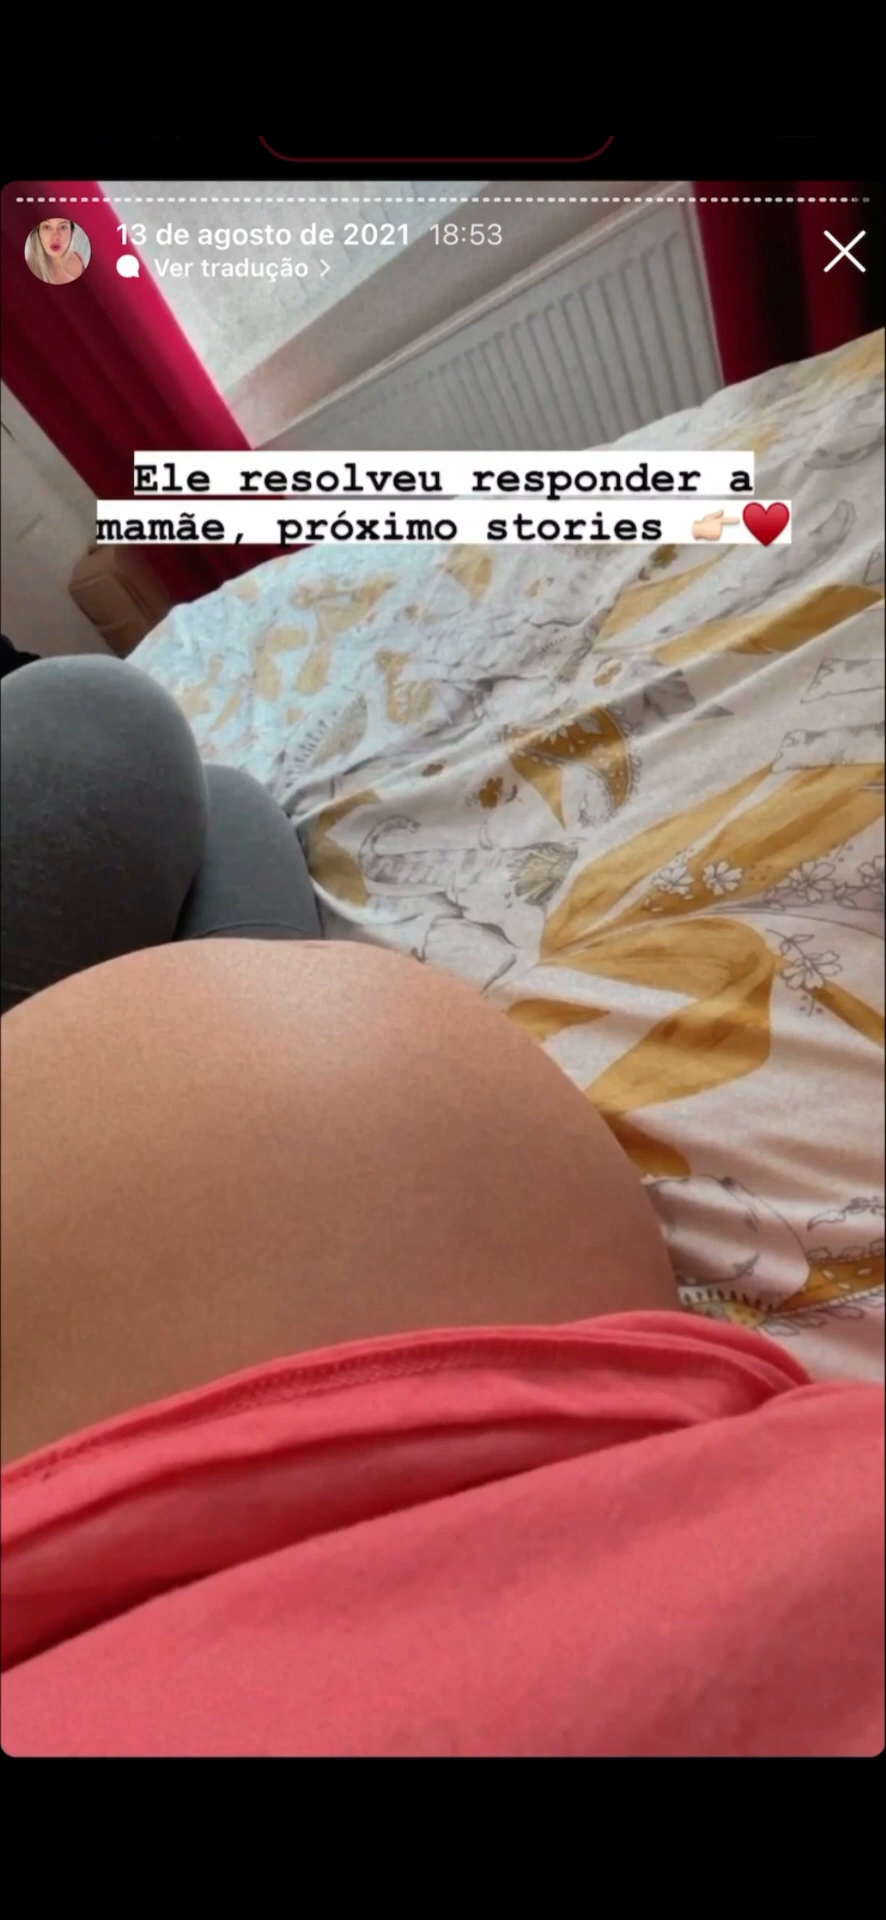 13 de agosto de 2021 18:53
Ver tradução >
Ele resolveu responder a
mamãe, próximo stories 👉🏻♥️